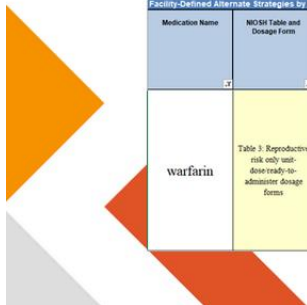 Facility-Defined Alternate Strategies by
Medication Name
NIOSH Table and
Dosage Form
warfarin
Table 3: Reproductive
risk only unit-
dose/ready-to-
administer dosage
forms